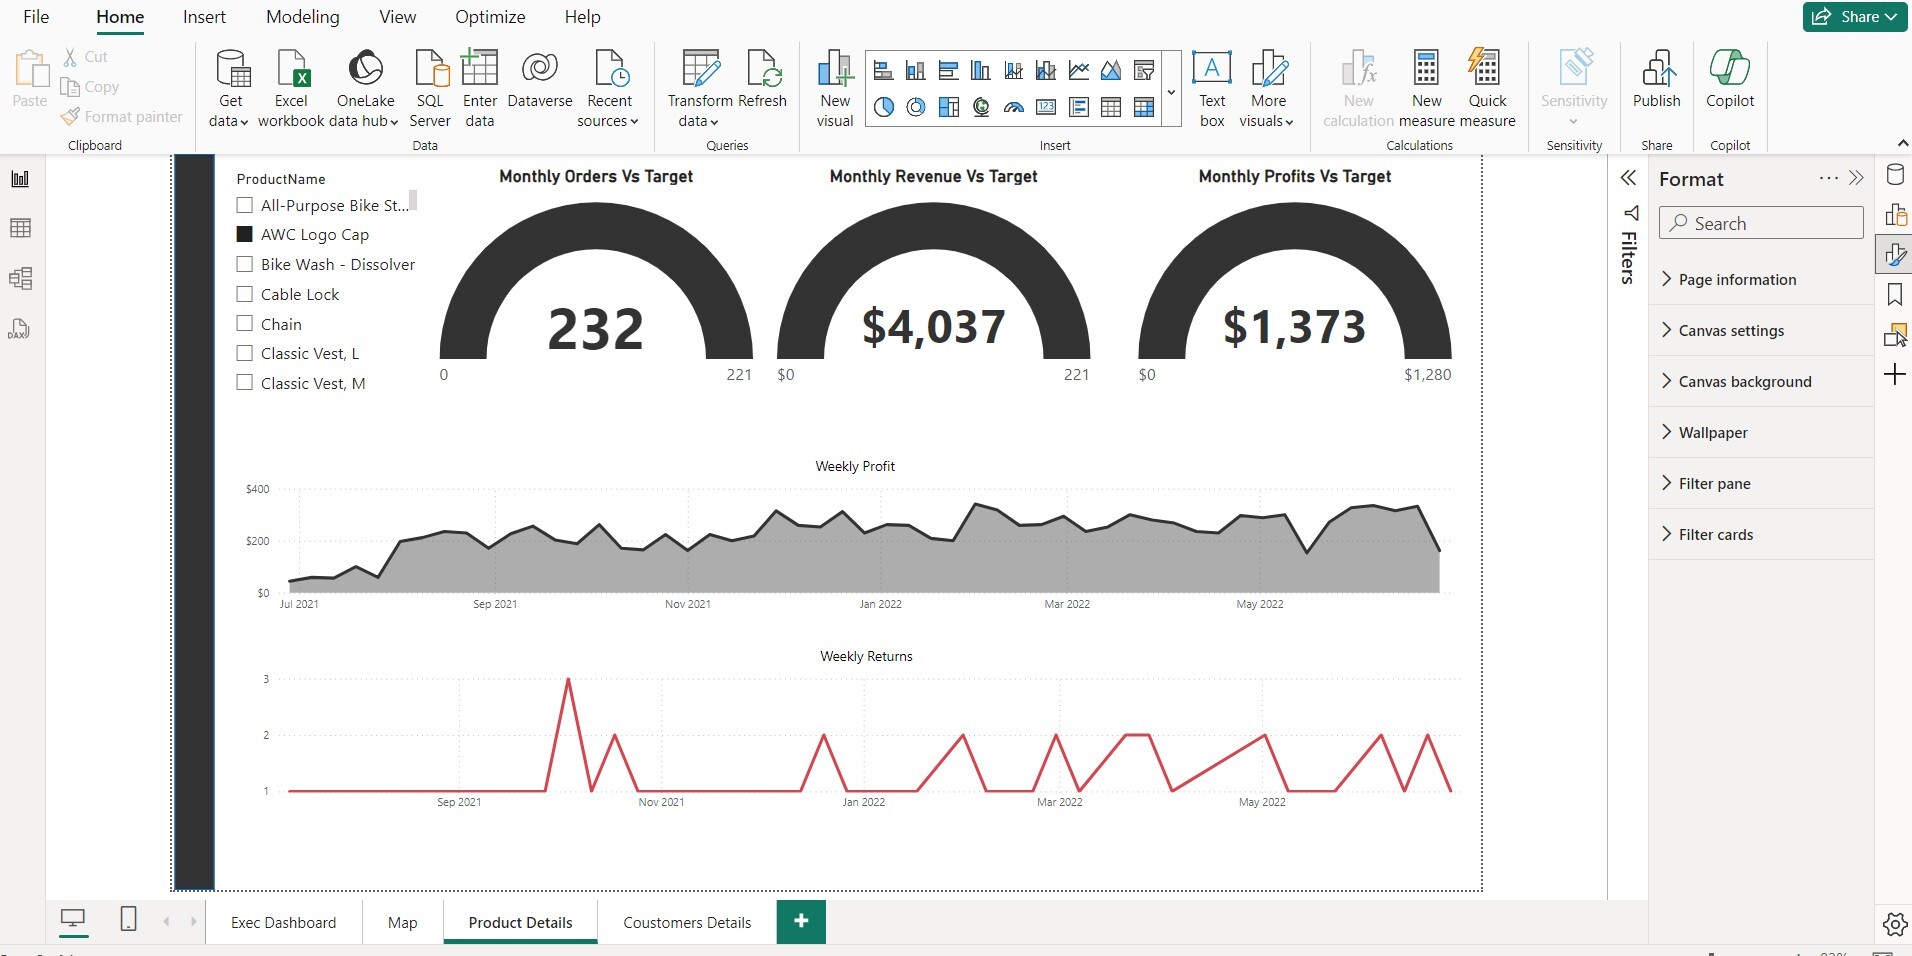 File Home Insert Modeling View Optimize Help
Share
Paste
Cut
Copy
Format painter
Clipboard
Get data
Excel workbook
OneLake data hub
SQL Server
Enter data
Dataverse
Recent sources
Data
Transform data
Refresh
Queries
New visual
123
A
Text box
More visuals
Insert
fx
New calculation
New measure
Quick measure
Calculations
Sensitivity
Sensitivity
Publish
Share
Copilot
Copilot
DAX
ProductName
All-Purpose Bike St...
AWC Logo Cap
Bike Wash - Dissolver
Cable Lock
Chain
Classic Vest, L
Classic Vest, M
Monthly Orders Vs Target
232
0 221
Monthly Revenue Vs Target
$4,037
$0 221
Monthly Profits Vs Target
$1,373
$0 $1,280
Weekly Profit
$400
$200
$0
Jul 2021 Sep 2021 Nov 2021 Jan 2022 Mar 2022 May 2022
Weekly Returns
3
2
1
Sep 2021 Nov 2021 Jan 2022 Mar 2022 May 2022
Filters
Format
Search
Page information
Canvas settings
Canvas background
Wallpaper
Filter pane
Filter cards
Exec Dashboard Map Product Details Coustomers Details